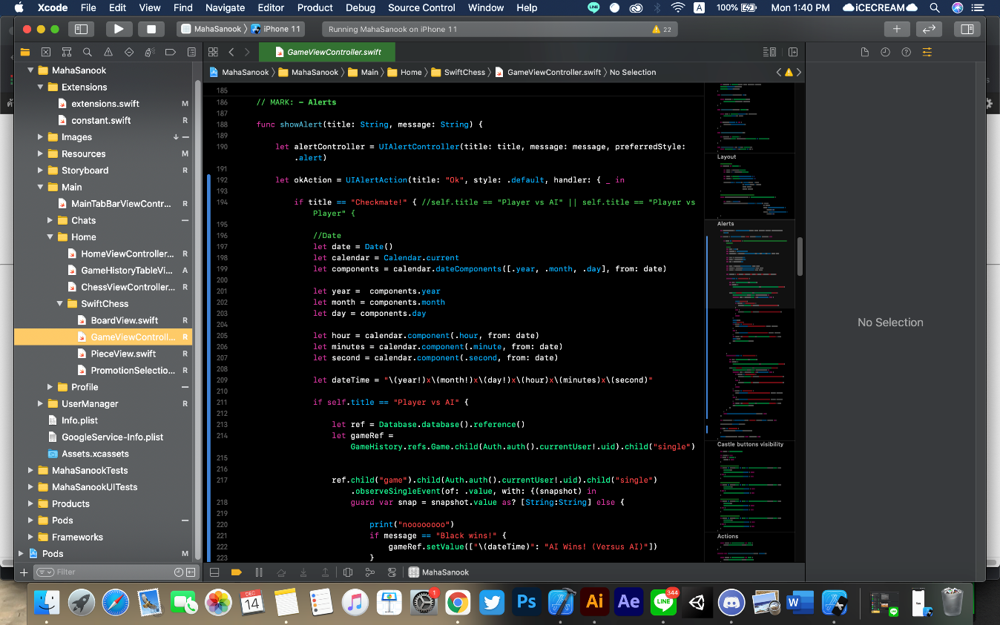 Xcode File Edit View Find Navigate Editor Product Debug Source Control Window Help
LINE A 100% Mon 1:40 PM ☁iCECREAM☁
MahaSanook 〉 iPhone 11
Running MahaSanook on iPhone 11
22
GameViewController.swift
MahaSanook 〉 MahaSanook 〉 Main 〉 Home 〉 SwiftChess 〉 GameViewController.swift 〉 No Selection
MahaSanook
Extensions
extensions.swift M
constant.swift R
Images
Resources M
Storyboard R
Main
MainTabBarViewContr... R
Chats
Home
HomeViewController... R
GameHistoryTableVi... A
ChessViewController... R
SwiftChess
BoardView.swift R
GameViewControll... R
PieceView.swift R
PromotionSelectio... R
Profile
UserManager R
Info.plist
GoogleService-Info.plist
Assets.xcassets
MahaSanookTests
MahaSanookUITests
Products
Pods
Frameworks
Pods M
Filter
185
186 // MARK: - Alerts
187
188 func showAlert(title: String, message: String) {
189
190 let alertController = UIAlertController(title: title, message: message, preferredStyle:
.alert)
191
192 let okAction = UIAlertAction(title: "Ok", style: .default, handler: { _ in
193
194 if title == "Checkmate!" { //self.title == "Player vs AI" || self.title == "Player vs
Player" {
195
196 //Date
197 let date = Date()
198 let calendar = Calendar.current
199 let components = calendar.dateComponents([.year, .month, .day], from: date)
200
201 let year =  components.year
202 let month = components.month
203 let day = components.day
204
205 let hour = calendar.component(.hour, from: date)
206 let minutes = calendar.component(.minute, from: date)
207 let second = calendar.component(.second, from: date)
208
209 let dateTime = "\(year!)x\(month!)x\(day!)x\(hour)x\(minutes)x\(second)"
210
211 if self.title == "Player vs AI" {
212
213 let ref = Database.database().reference()
214 let gameRef =
GameHistory.refs.Game.child(Auth.auth().currentUser!.uid).child("single")
215
216
217 ref.child("game").child(Auth.auth().currentUser!.uid).child("single")
.observeSingleEvent(of: .value, with: {(snapshot) in
218 guard var snap = snapshot.value as? [String:String] else {
219
220 print("noooooooo")
221 if message == "Black wins!" {
222 gameRef.setValue(["\(dateTime)": "AI Wins! (Versus AI)"])
223 }
Layout
Alerts
Castle buttons visibility
Actions
No Selection
MahaSanook
DEC
14
1
Ps
Ai
Ae
LINE
344
W